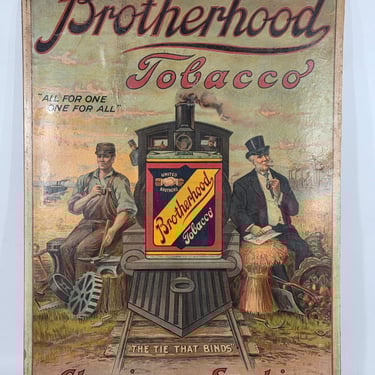 Brotherhood
Tobacco
"ALL FOR ONE
ONE FOR ALL"
UNITED
BROTHERS
Brotherhood
Tobacco
"THE TIE THAT BINDS"